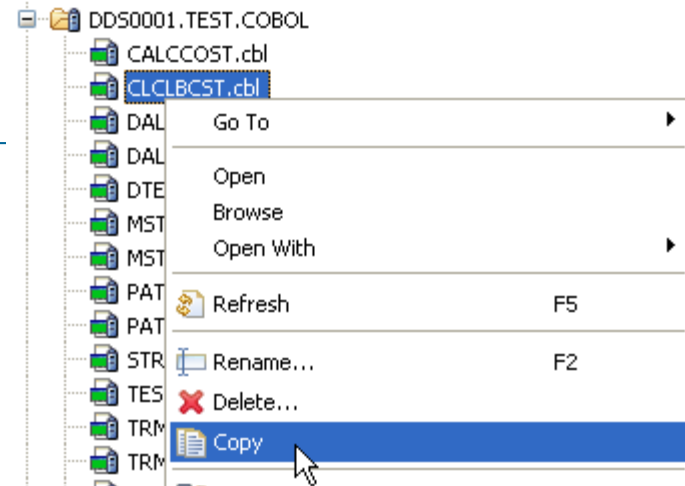 DDS0001.TEST.COBOL
CALCCOST.cbl
CLCLBCST.cbl
DAL
Go To
DAL
Open
DTE
Browse
MST
Open With
MST
PAT
Refresh F5
PAT
STR
Rename... F2
TES
Delete...
TRM
Copy
TRM